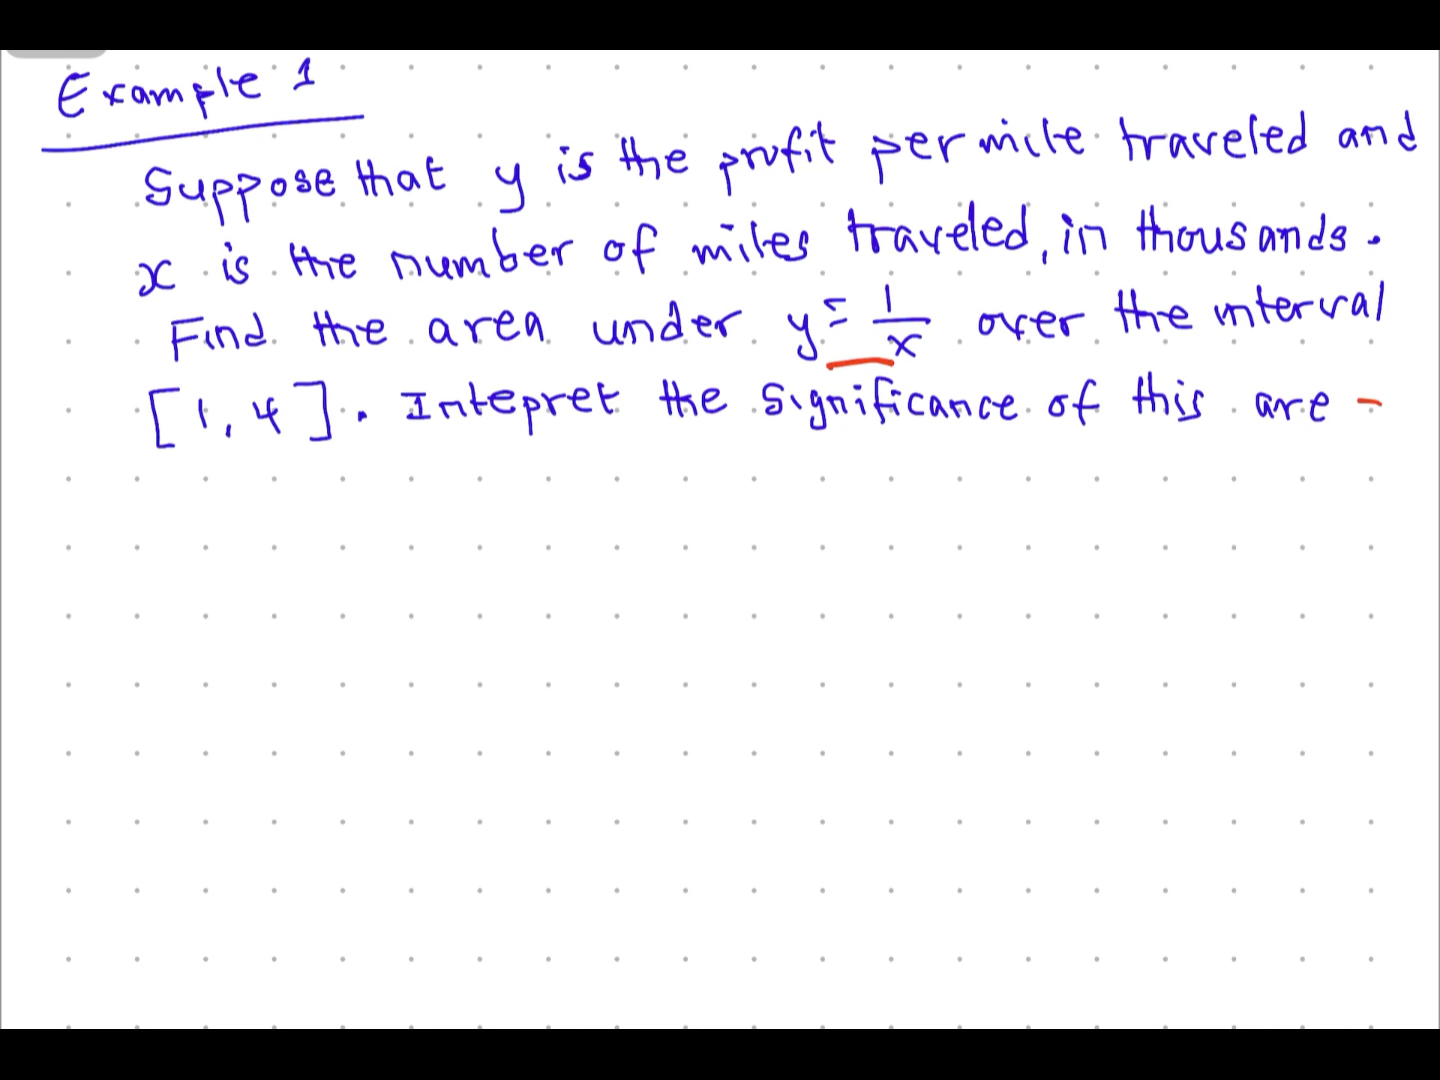 Example 1
Suppose that y is the profit per mile traveled and
x is the number of miles traveled, in thousands.
Find the area under y = 1/x over the interval
[1, 4]. Intepret the significance of this are